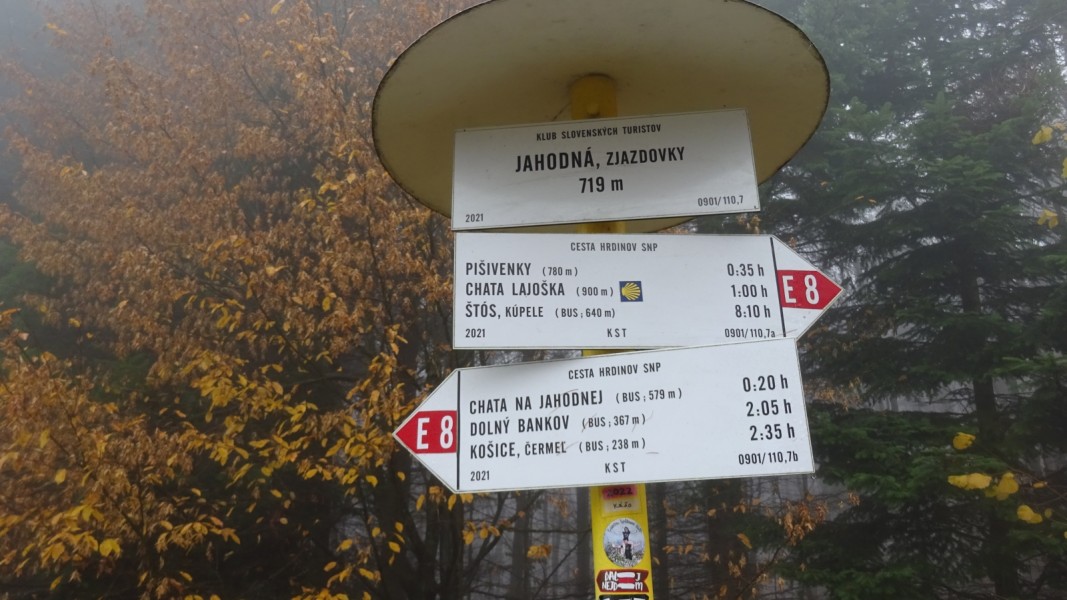 KLUB SLOVENSKÝCH TURISTOV
JAHODNÁ, ZJAZDOVKY
719 m
2021 0901/110,7
CESTA HRDINOV SNP
PIŠIVENKY (780 m) 0:35 h
CHATA LAJOŠKA (900 m) 1:00 h
ŠTÓS, KÚPELE (BUS ; 640 m) 8:10 h
2021 KST 0901/110,7a
E 8
CESTA HRDINOV SNP
CHATA NA JAHODNEJ (BUS ; 579 m) 0:20 h
DOLNÝ BANKOV (BUS ; 367 m) 2:05 h
KOŠICE, ČERMEĽ (BUS ; 238 m) 2:35 h
2021 KST 0901/110,7b
E 8
2022